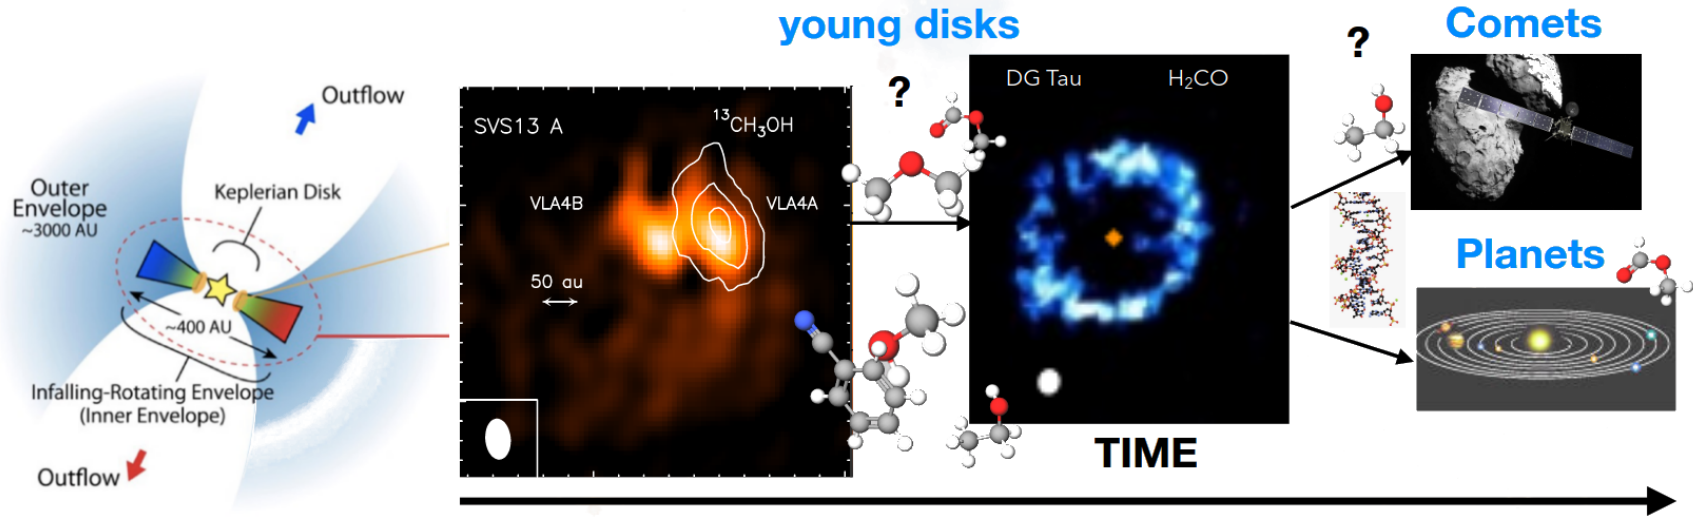 young disks
Comets
?
?
Outflow
Outer
Envelope
~3000 AU
Keplerian Disk
~400 AU
Infalling-Rotating Envelope
(Inner Envelope)
Outflow
SVS13 A
¹³CH₃OH
VLA4B
VLA4A
50 au
DG Tau
H₂CO
Planets
TIME